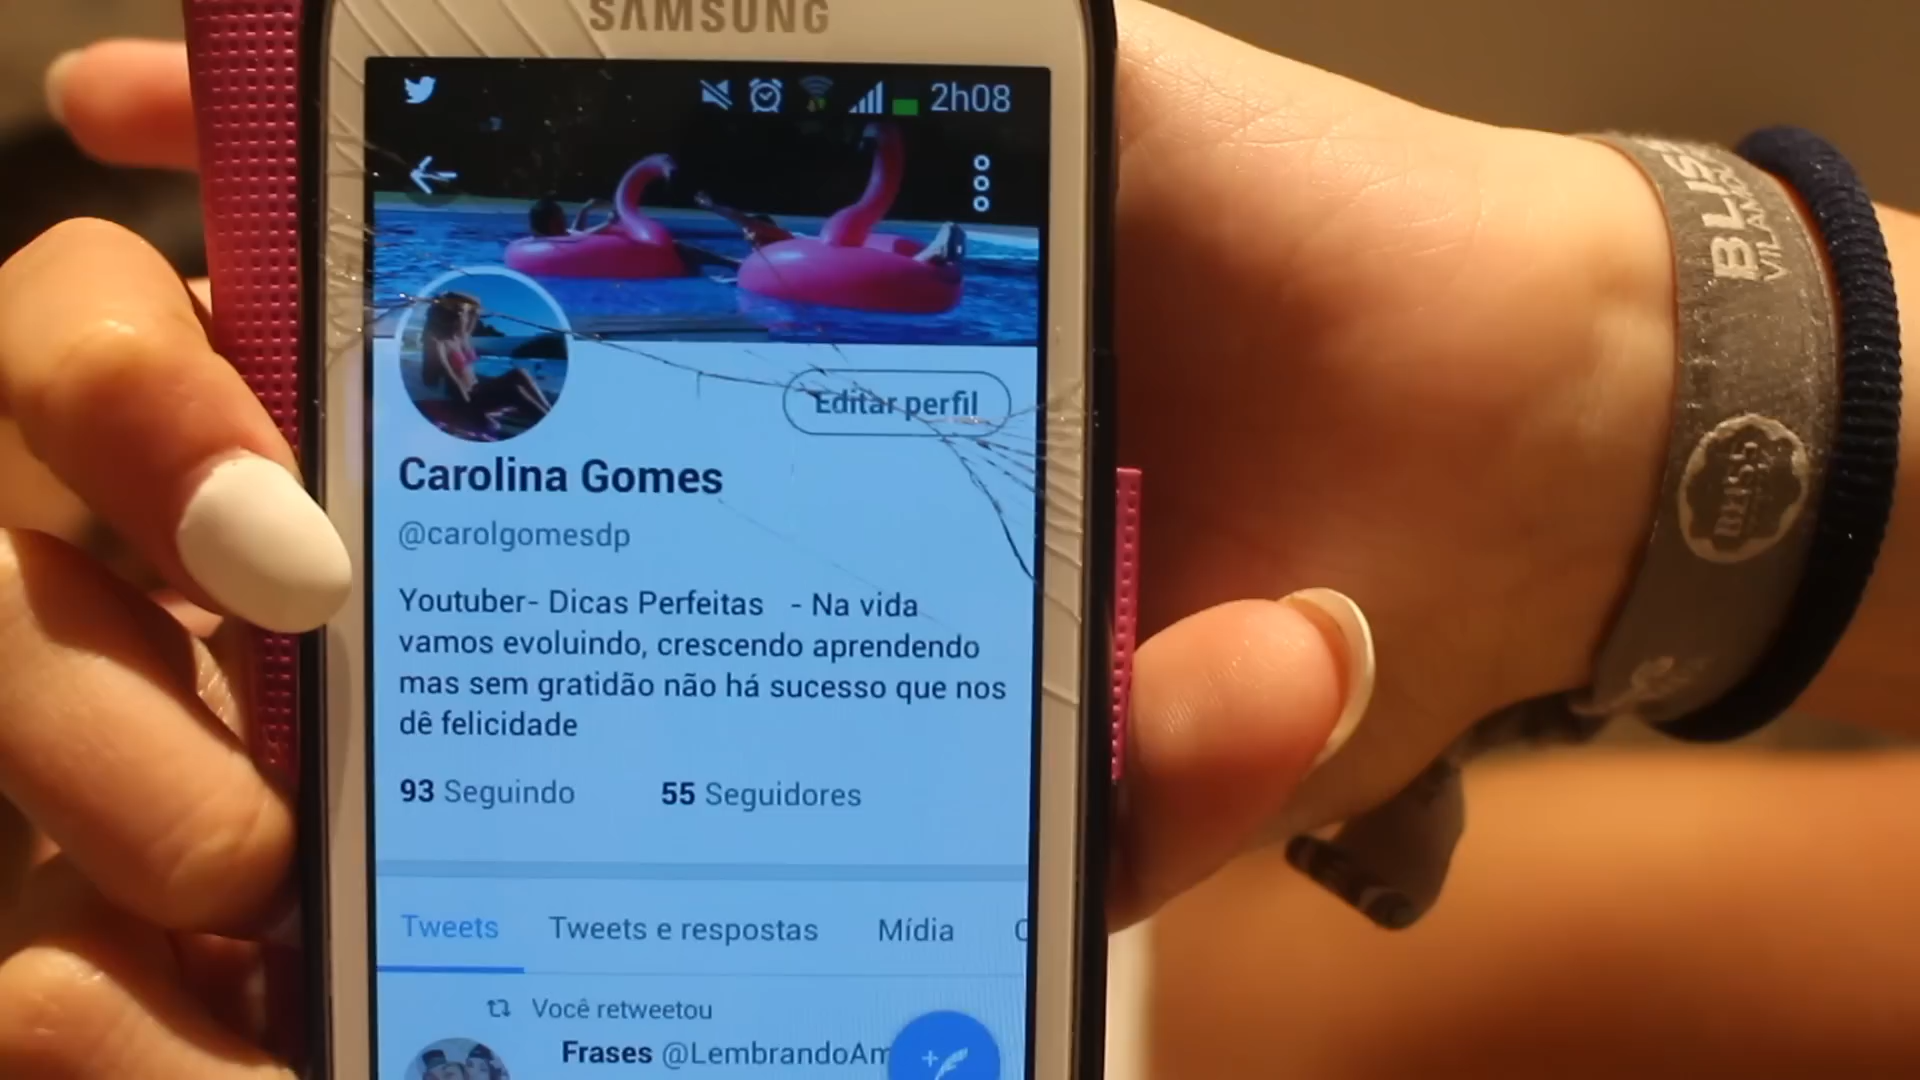 SAMSUNG
2h08
Editar perfil
Carolina Gomes
@carolgomesdp
Youtuber- Dicas Perfeitas - Na vida
vamos evoluindo, crescendo aprendendo
mas sem gratidão não há sucesso que nos
dê felicidade
93 Seguindo 55 Seguidores
Tweets Tweets e respostas Mídia
Você retweetou
Frases @LembrandoAm
BLISS
VILAMO
BLISS